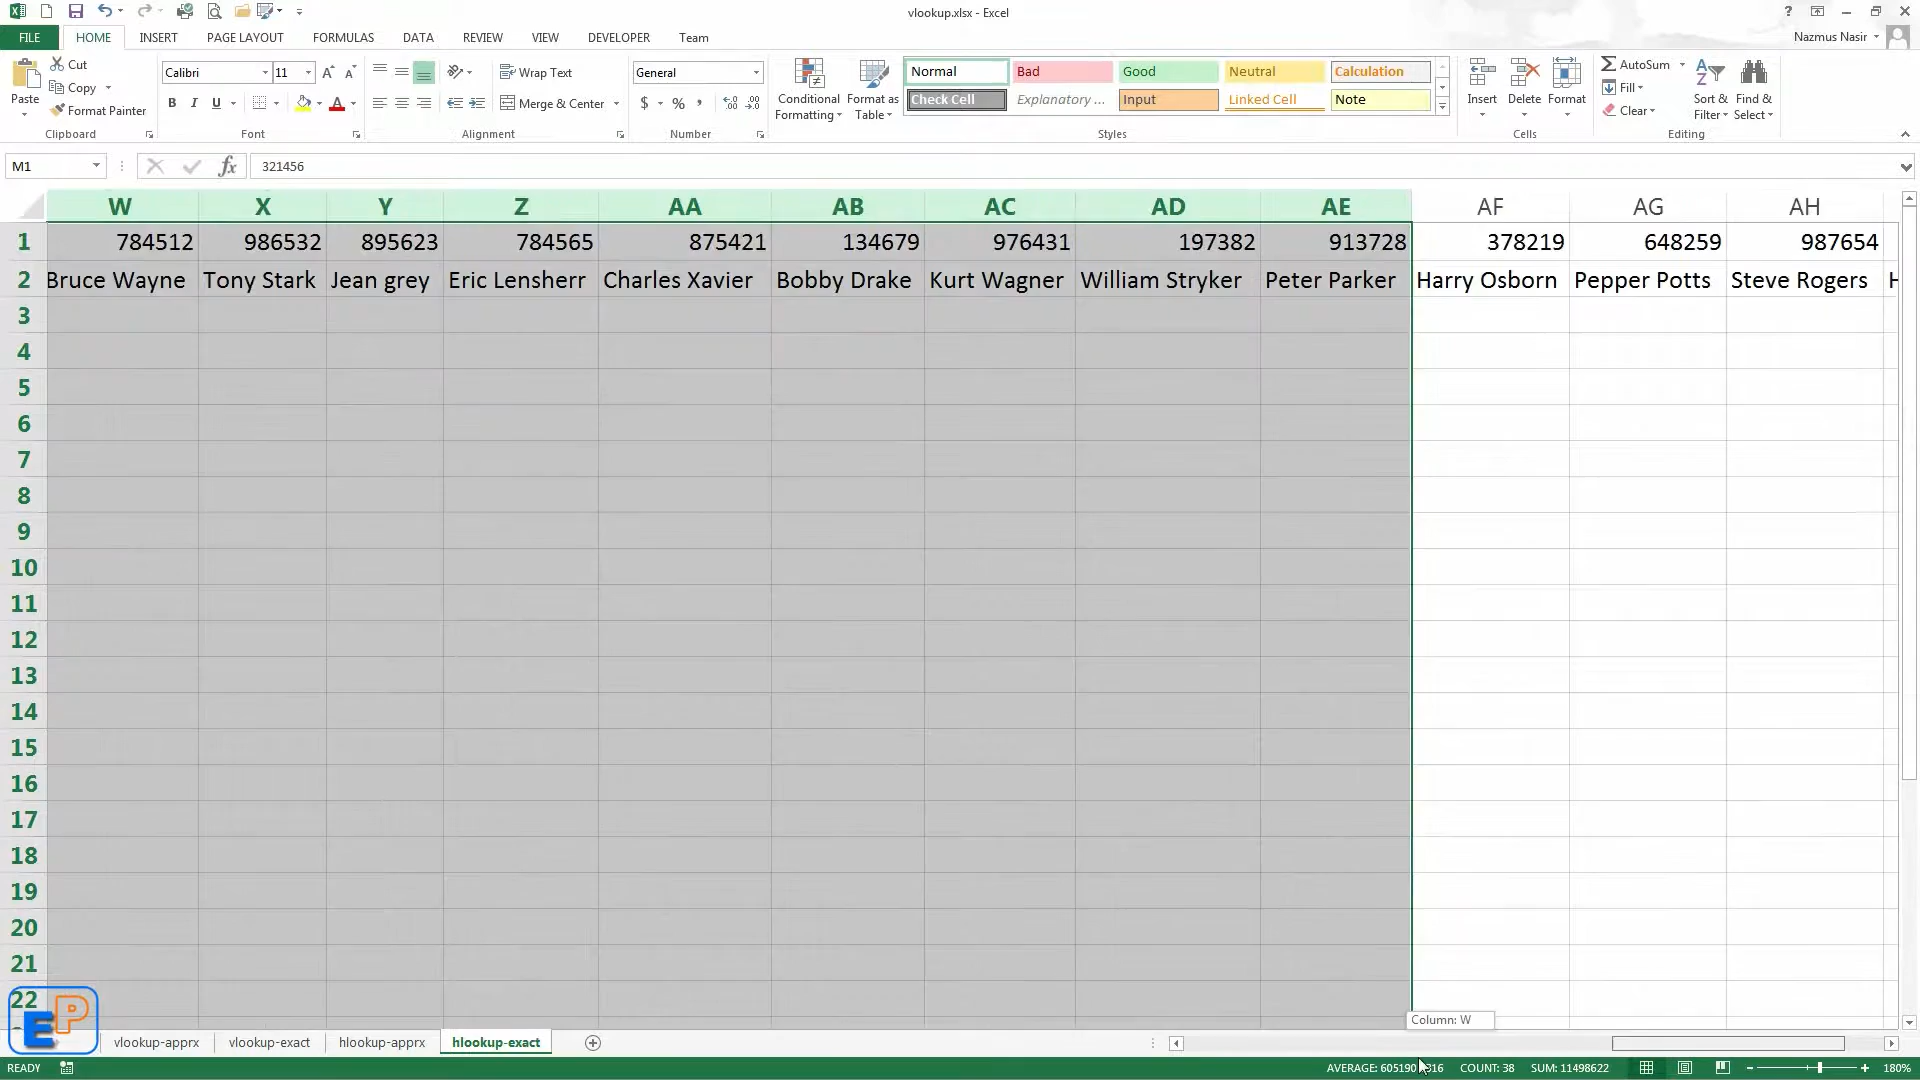 vlookup.xlsx - Excel
FILE HOME INSERT PAGE LAYOUT FORMULAS DATA REVIEW VIEW DEVELOPER Team Nazmus Nasir
Paste Cut Copy Format Painter Clipboard
Calibri 11 B I U A Font
Wrap Text Merge & Center Alignment
General $ % , Number
Conditional Formatting Format as Table
Normal Bad Good Neutral Calculation
Check Cell Explanatory ... Input Linked Cell Note
Styles
Insert Delete Format Cells
AutoSum Fill Clear Sort & Filter Find & Select Editing
M1 fx 321456
W X Y Z AA AB AC AD AE AF AG AH
1 784512 986532 895623 784565 875421 134679 976431 197382 913728 378219 648259 987654
2 Bruce Wayne Tony Stark Jean grey Eric Lensherr Charles Xavier Bobby Drake Kurt Wagner William Stryker Peter Parker Harry Osborn Pepper Potts Steve Rogers
3
4
5
6
7
8
9
10
11
12
13
14
15
16
17
18
19
20
21
22
Column: W
EP
vlookup-apprx vlookup-exact hlookup-apprx hlookup-exact
READY COUNT: 38 SUM: 11498622 180%